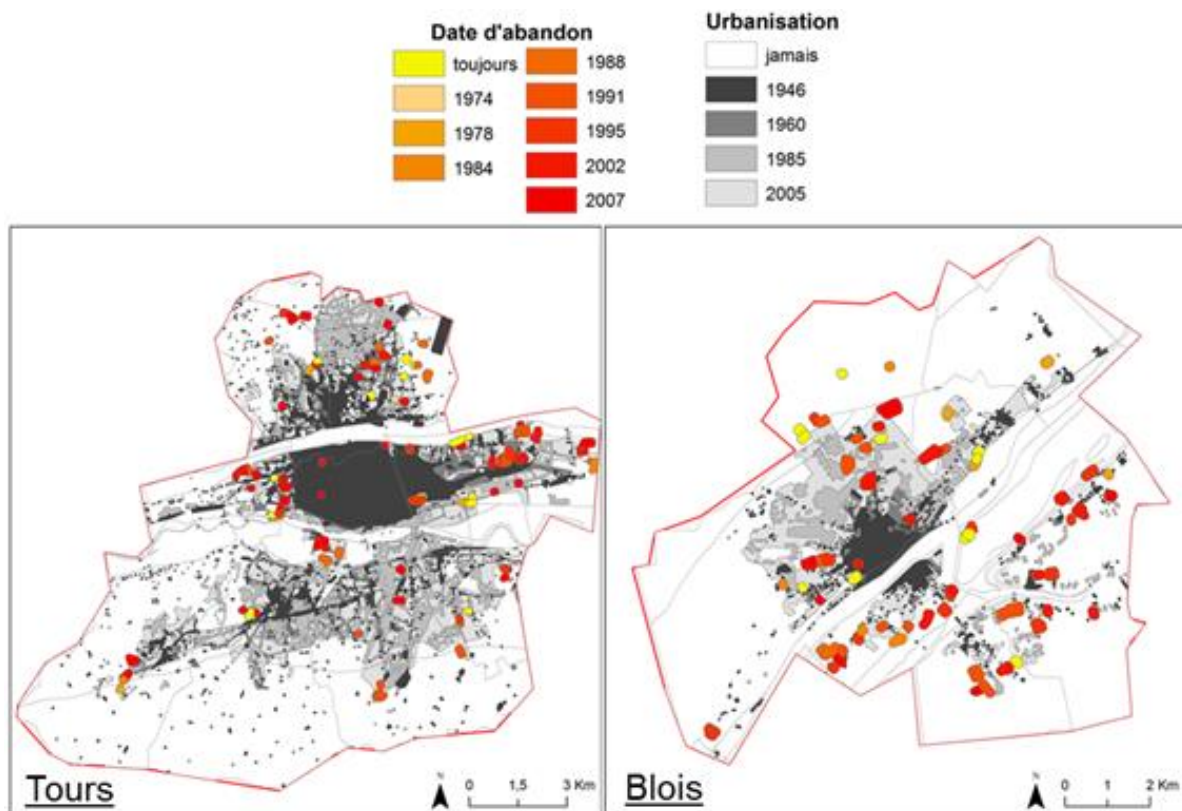 Date d'abandon
toujours
1974
1978
1984
1988
1991
1995
2002
2007
Urbanisation
jamais
1946
1960
1985
2005
Tours
N
0 1,5 3 Km
Blois
N
0 1 2 Km